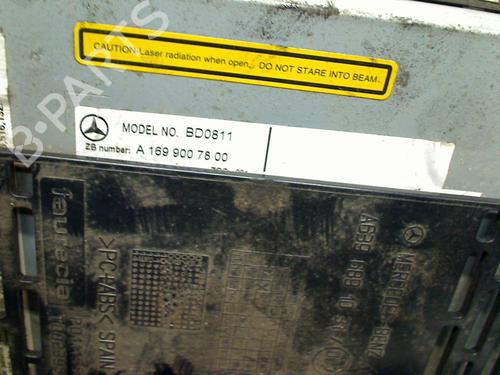 CAUTION-Laser radiation when open, DO NOT STARE INTO BEAM.
MODEL NO. BD0811
ZB number: A 169 900 76 00
faurecia
>PC+ABS< SPAIN
MERCEDES-BENZ
B-PARTS